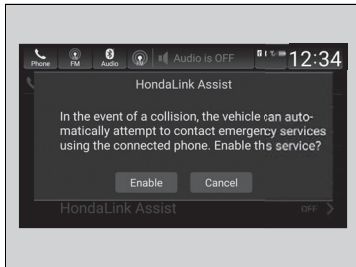 Phone FM Audio Audio is OFF 12:34
HondaLink Assist
In the event of a collision, the vehicle can auto-
matically attempt to contact emergency services
using the connected phone. Enable ths service?
Enable Cancel
HondaLink Assist OFF